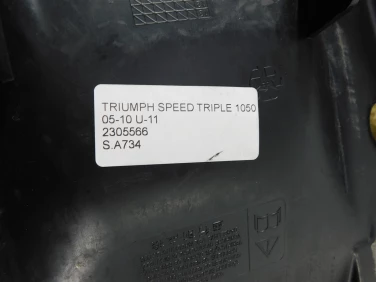 TRIUMPH SPEED TRIPLE 1050
05-10 U-11
2305566
S.A734